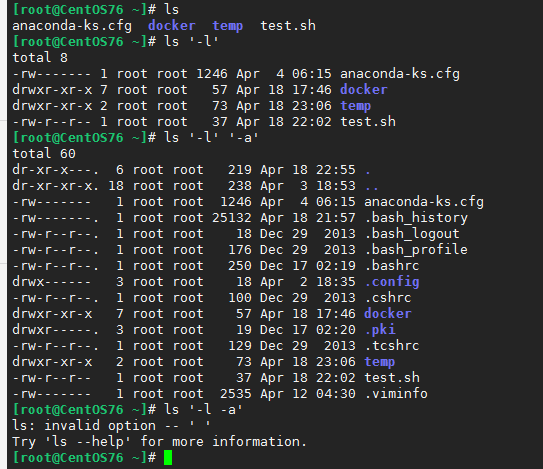 [root@CentOS76 ~]# ls
anaconda-ks.cfg  docker  temp  test.sh
[root@CentOS76 ~]# ls '-l'
total 8
-rw------- 1 root root 1246 Apr  4 06:15 anaconda-ks.cfg
drwxr-xr-x 7 root root   57 Apr 18 17:46 docker
drwxr-xr-x 2 root root   73 Apr 18 23:06 temp
-rw-r--r-- 1 root root   37 Apr 18 22:02 test.sh
[root@CentOS76 ~]# ls '-l' '-a'
total 60
dr-xr-x---.  6 root root   219 Apr 18 22:55 .
dr-xr-xr-x. 18 root root   238 Apr  3 18:53 ..
-rw-------   1 root root  1246 Apr  4 06:15 anaconda-ks.cfg
-rw-------.  1 root root 25132 Apr 18 21:57 .bash_history
-rw-r--r--.  1 root root    18 Dec 29  2013 .bash_logout
-rw-r--r--.  1 root root   176 Dec 29  2013 .bash_profile
-rw-r--r--.  1 root root   250 Dec 17 02:19 .bashrc
drwx------   3 root root    18 Apr  2 18:35 .config
-rw-r--r--.  1 root root   100 Dec 29  2013 .cshrc
drwxr-xr-x   7 root root    57 Apr 18 17:46 docker
drwxr-----.  3 root root    19 Dec 17 02:20 .pki
-rw-r--r--.  1 root root   129 Dec 29  2013 .tcshrc
drwxr-xr-x   2 root root    73 Apr 18 23:06 temp
-rw-r--r--   1 root root    37 Apr 18 22:02 test.sh
-rw-------   1 root root  2535 Apr 12 04:30 .viminfo
[root@CentOS76 ~]# ls '-l -a'
ls: invalid option -- ' '
Try 'ls --help' for more information.
[root@CentOS76 ~]#